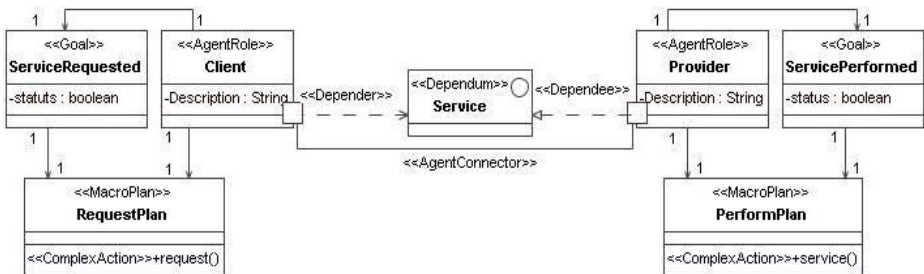 1 1 1 1
<<Goal>> <<AgentRole>> <<AgentRole>> <<Goal>>
ServiceRequested Client <<Dependum>> Provider ServicePerformed
<<Depender>> Service <<Dependee>>
-statuts : boolean -Description : String -Description : String -status : boolean
1 1 <<AgentConnector>> 1 1
1 1 1 1
<<MacroPlan>> <<MacroPlan>>
RequestPlan PerformPlan
<<ComplexAction>>+request() <<ComplexAction>>+service()